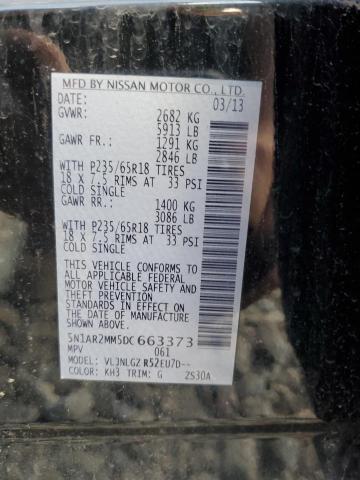 MFD BY NISSAN MOTOR CO., LTD.
DATE: 03/13
GVWR: 2682 KG
5913 LB
GAWR FR.: 1291 KG
2846 LB
WITH P235/65R18 TIRES
18 X 7.5 RIMS AT 33 PSI
COLD SINGLE
GAWR RR.: 1400 KG
3086 LB
WITH P235/65R18 TIRES
18 X 7.5 RIMS AT 33 PSI
COLD SINGLE
THIS VEHICLE CONFORMS TO
ALL APPLICABLE FEDERAL
MOTOR VEHICLE SAFETY
AND THEFT PREVENTION
STANDARDS IN EFFECT ON
THE DATE OF MANUFACTURE
SHOWN ABOVE.
5N1AR2MM5DC663373
MPV 061
MODEL: VLJNLGZ R52EU7D--
COLOR: KH3 TRIM: G 2S30A